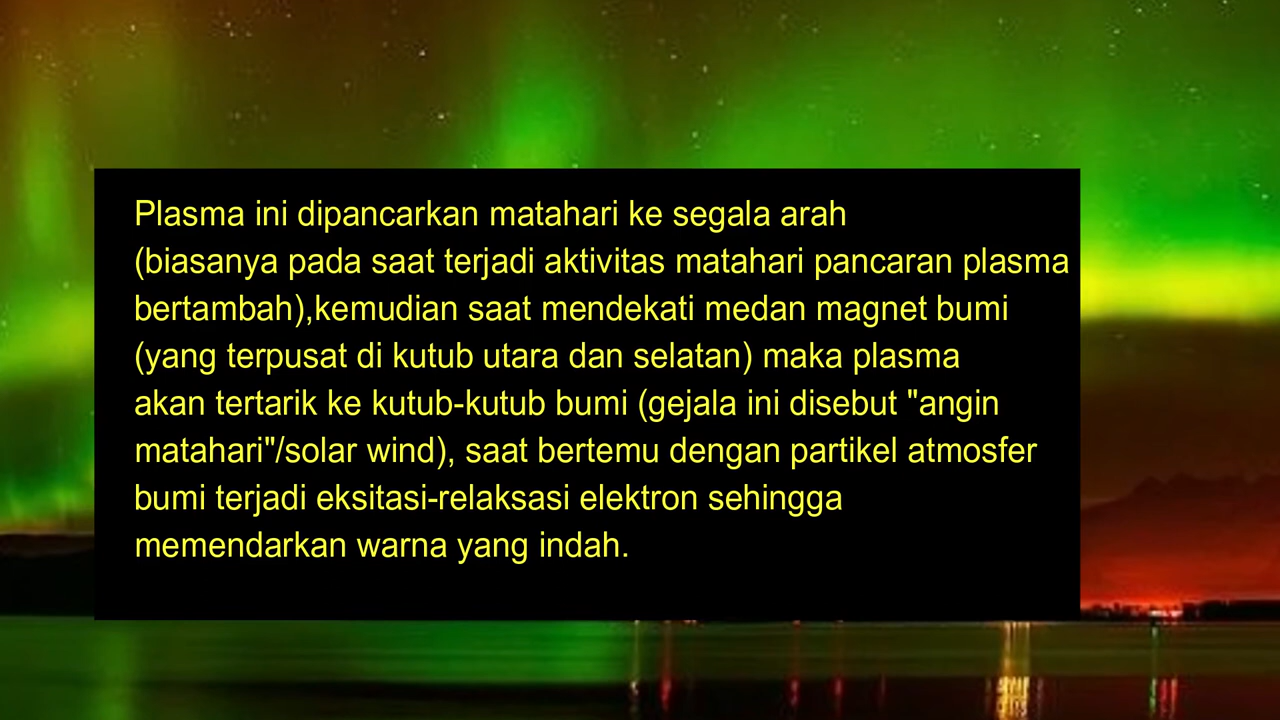 Plasma ini dipancarkan matahari ke segala arah
(biasanya pada saat terjadi aktivitas matahari pancaran plasma
bertambah),kemudian saat mendekati medan magnet bumi
(yang terpusat di kutub utara dan selatan) maka plasma
akan tertarik ke kutub-kutub bumi (gejala ini disebut "angin
matahari"/solar wind), saat bertemu dengan partikel atmosfer
bumi terjadi eksitasi-relaksasi elektron sehingga
memendarkan warna yang indah.